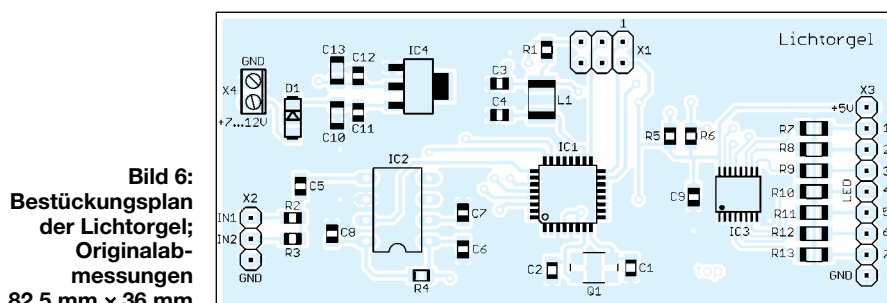 Bild 6:
Bestückungsplan
der Lichtorgel;
Originalab-
messungen
82,5 mm × 36 mm
Lichtorgel
1
X1
R1
C13
C12
IC4
GND
X4
D1
+7...12V
C10
C11
C3
C4
L1
X3
+5V
1
2
3
4
5
6
7
GND
LED
R5
R6
R7
R8
R9
R10
R11
R12
R13
C9
IC3
IC1
IC2
C5
X2
IN1
IN2
GND
R2
R3
C8
C7
C6
R4
C2
Q1
C1
top